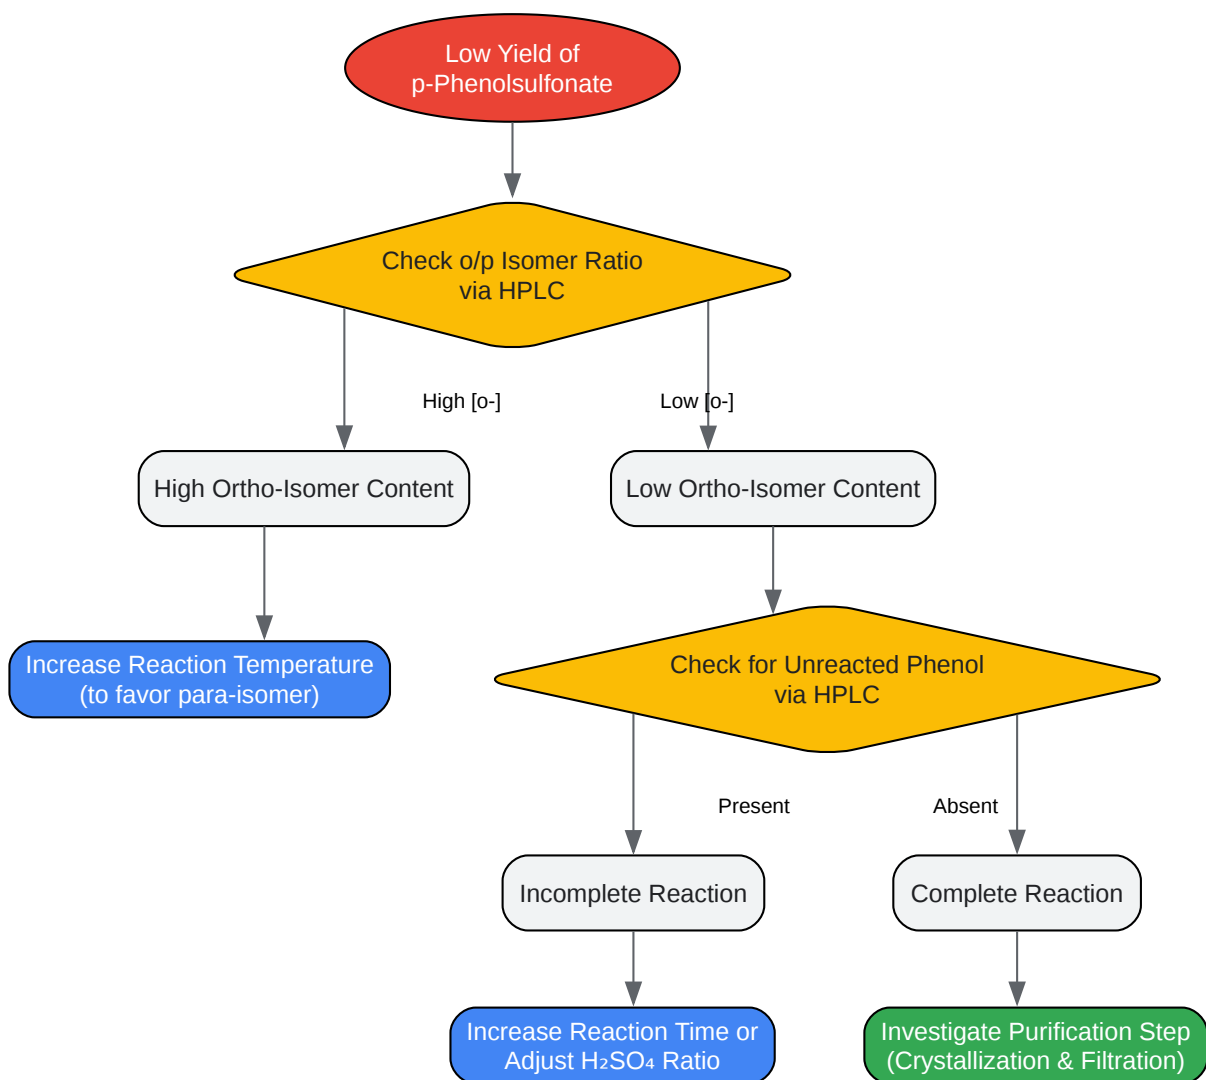 Low Yield of
p-Phenolsulfonate
Check o/p Isomer Ratio
via HPLC
High [o-]
Low [o-]
High Ortho-Isomer Content
Low Ortho-Isomer Content
Increase Reaction Temperature
(to favor para-isomer)
Check for Unreacted Phenol
via HPLC
Present
Absent
Incomplete Reaction
Complete Reaction
Increase Reaction Time or
Adjust H₂SO₄ Ratio
Investigate Purification Step
(Crystallization & Filtration)